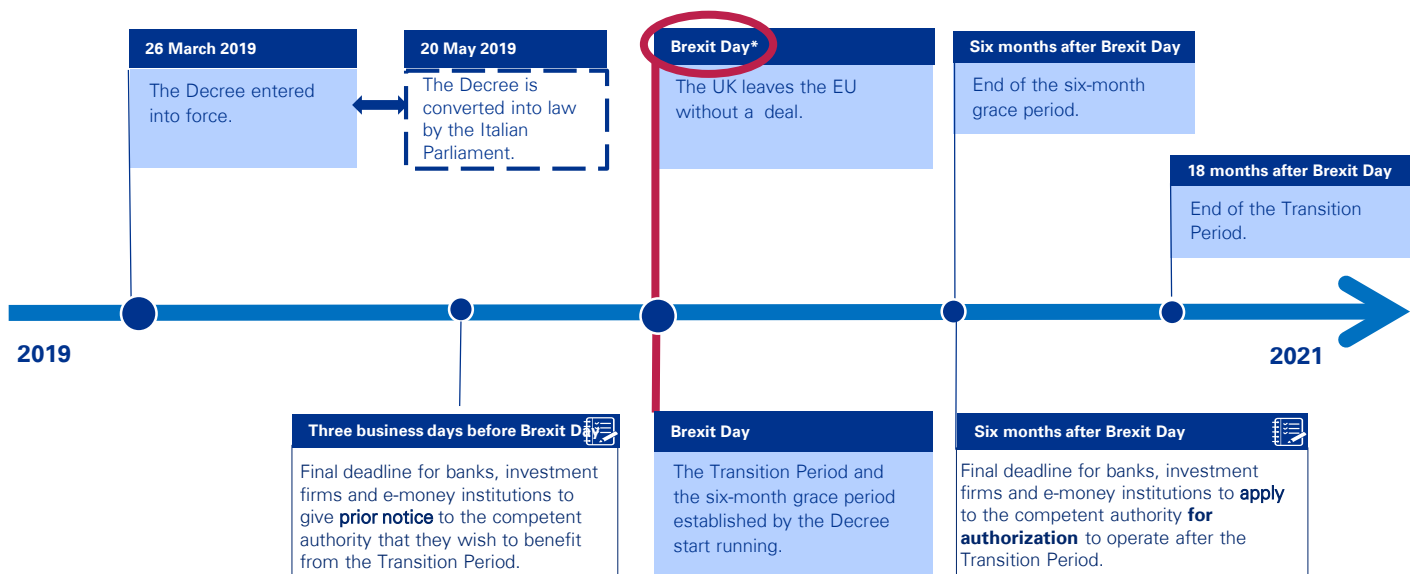 26 March 2019
The Decree entered
into force.
20 May 2019
The Decree is
converted into law
by the Italian
Parliament.
Brexit Day*
The UK leaves the EU
without a deal.
Six months after Brexit Day
End of the six-month
grace period.
18 months after Brexit Day
End of the Transition
Period.
2019
2021
Three business days before Brexit Day
Final deadline for banks, investment
firms and e-money institutions to
give prior notice to the competent
authority that they wish to benefit
from the Transition Period.
Brexit Day
The Transition Period and
the six-month grace period
established by the Decree
start running.
Six months after Brexit Day
Final deadline for banks, investment
firms and e-money institutions to apply
to the competent authority for
authorization to operate after the
Transition Period.